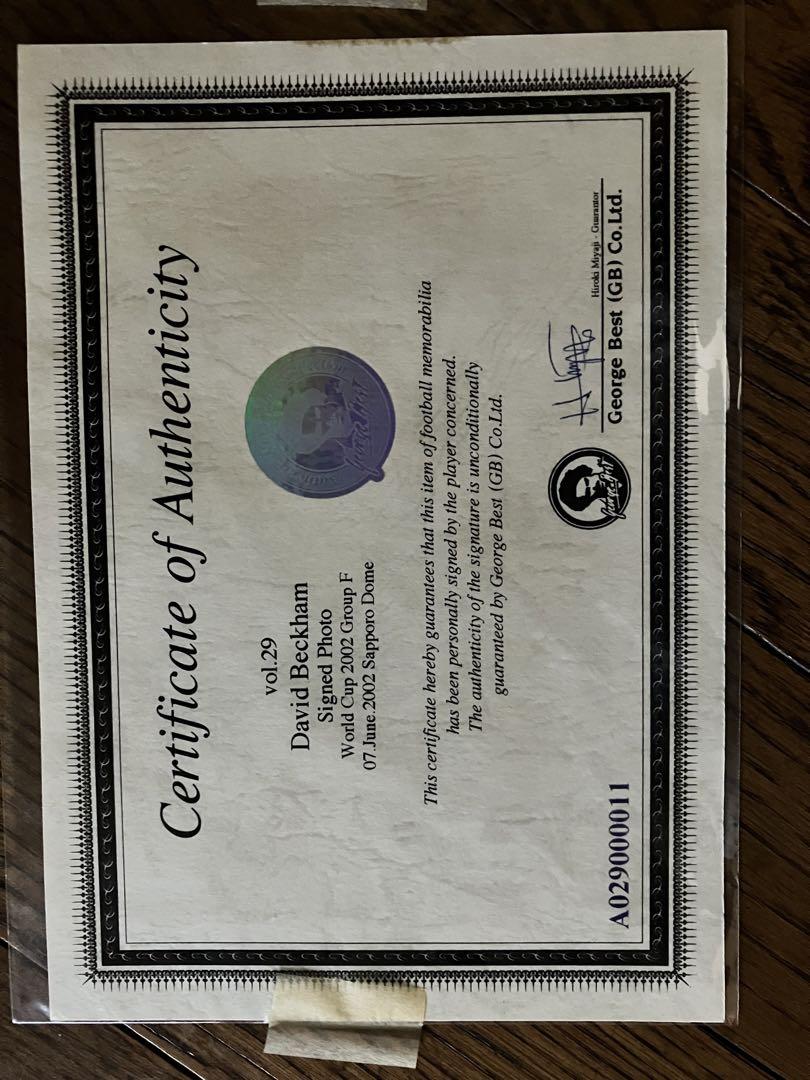 Certificate of Authenticity
vol.29
David Beckham
Signed Photo
World Cup 2002 Group F
07.June.2002 Sapporo Dome
This certificate hereby guarantees that this item of football memorabilia
has been personally signed by the player concerned.
The authenticity of the signature is unconditionally
guaranteed by George Best (GB) Co.Ltd.
A029000011
Hiroki Miyaji - Guarantor
George Best (GB) Co.Ltd.